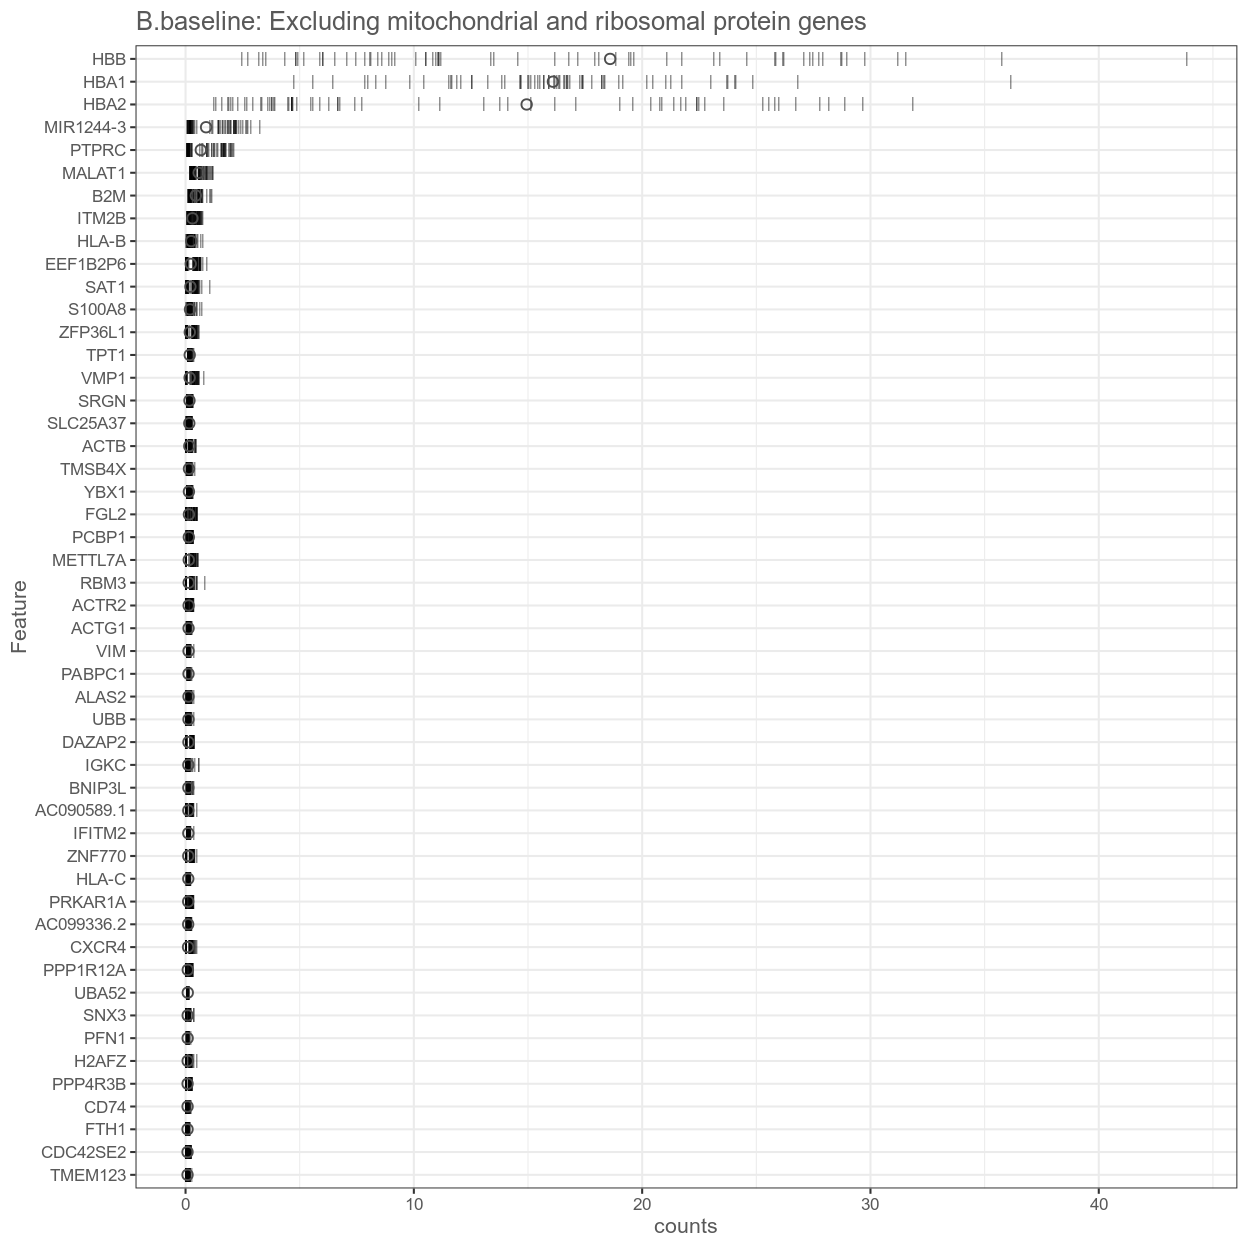 B.baseline: Excluding mitochondrial and ribosomal protein genes
HBB
HBA1
HBA2
MIR1244-3
PTPRC
MALAT1
B2M
ITM2B
HLA-B
EEF1B2P6
SAT1
S100A8
ZFP36L1
TPT1
VMP1
SRGN
SLC25A37
ACTB
TMSB4X
YBX1
FGL2
PCBP1
METTL7A
RBM3
ACTR2
ACTG1
VIM
PABPC1
ALAS2
UBB
DAZAP2
IGKC
BNIP3L
AC090589.1
IFITM2
ZNF770
HLA-C
PRKAR1A
AC099336.2
CXCR4
PPP1R12A
UBA52
SNX3
PFN1
H2AFZ
PPP4R3B
CD74
FTH1
CDC42SE2
TMEM123
Feature
0 10 20 30 40
counts